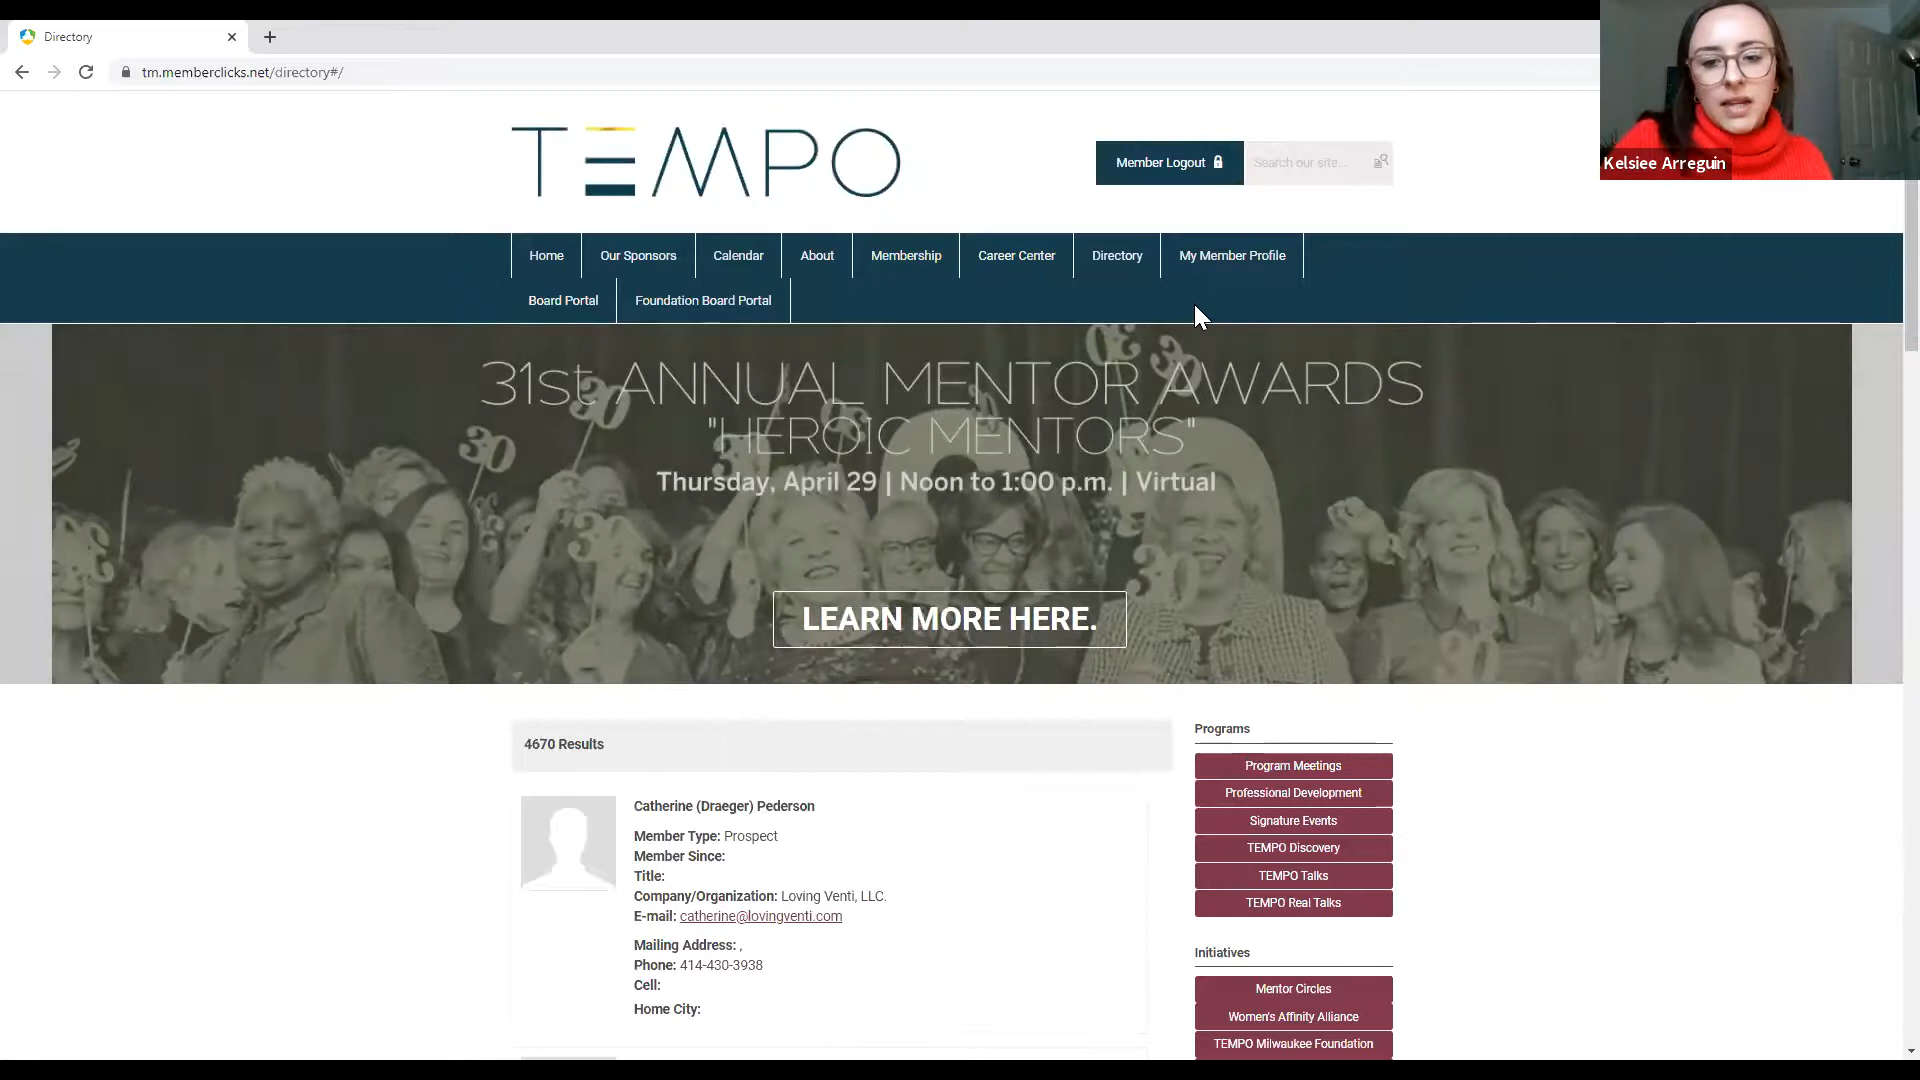 Directory
tm.memberclicks.net/directory#/
Kelsiee Arreguin
TEMPO
Member Logout
Search our site...
Home
Our Sponsors
Calendar
About
Membership
Career Center
Directory
My Member Profile
Board Portal
Foundation Board Portal
31st ANNUAL MENTOR AWARDS
"HEROIC MENTORS"
Thursday, April 29 | Noon to 1:00 p.m. | Virtual
30
30
30
30
LEARN MORE HERE.
4670 Results
Catherine (Draeger) Pederson
Member Type: Prospect
Member Since:
Title:
Company/Organization: Loving Venti, LLC.
E-mail: catherine@lovingventi.com
Mailing Address: ,
Phone: 414-430-3938
Cell:
Home City:
Programs
Program Meetings
Professional Development
Signature Events
TEMPO Discovery
TEMPO Talks
TEMPO Real Talks
Initiatives
Mentor Circles
Women's Affinity Alliance
TEMPO Milwaukee Foundation